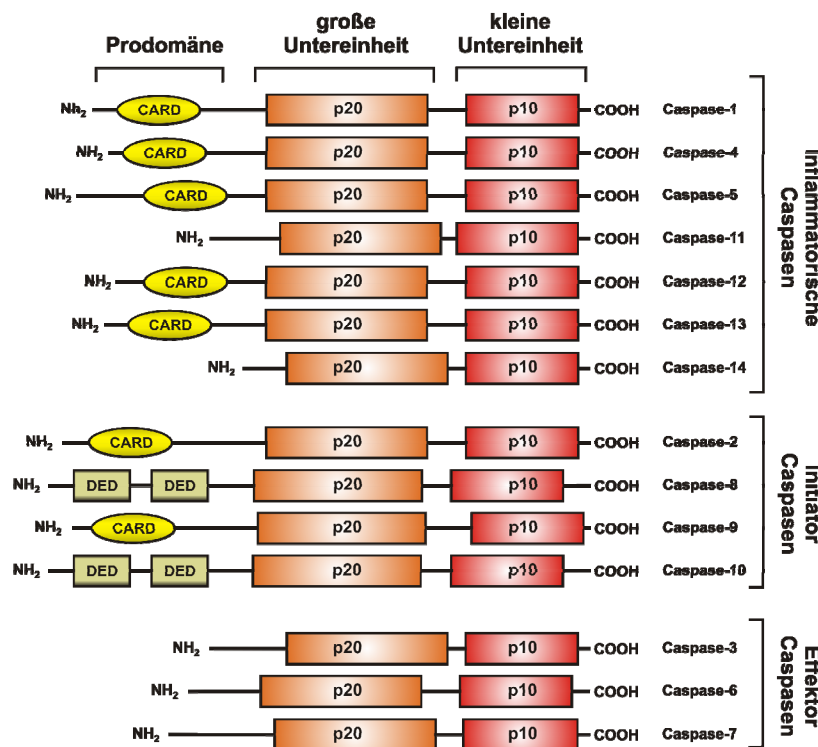 Prodomäne
große
Untereinheit
kleine
Untereinheit
NH₂ CARD p20 p10 COOH Caspase-1
NH₂ CARD p20 p10 COOH Caspase-4
NH₂ CARD p20 p10 COOH Caspase-5
NH₂ p20 p10 COOH Caspase-11
NH₂ CARD p20 p10 COOH Caspase-12
NH₂ CARD p20 p10 COOH Caspase-13
NH₂ p20 p10 COOH Caspase-14
Inflammatorische
Caspasen
NH₂ CARD p20 p10 COOH Caspase-2
NH₂ DED DED p20 p10 COOH Caspase-8
NH₂ CARD p20 p10 COOH Caspase-9
NH₂ DED DED p20 p10 COOH Caspase-10
Initiator
Caspasen
NH₂ p20 p10 COOH Caspase-3
NH₂ p20 p10 COOH Caspase-6
NH₂ p20 p10 COOH Caspase-7
Effektor
Caspasen